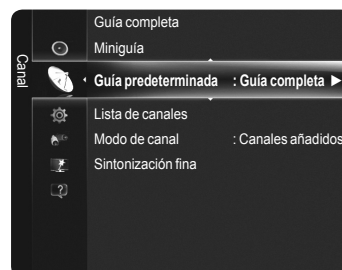 Canal
Guía completa
Miniguía
Guía predeterminada : Guía completa ►
Lista de canales
Modo de canal : Canales añadidos
Sintonización fina